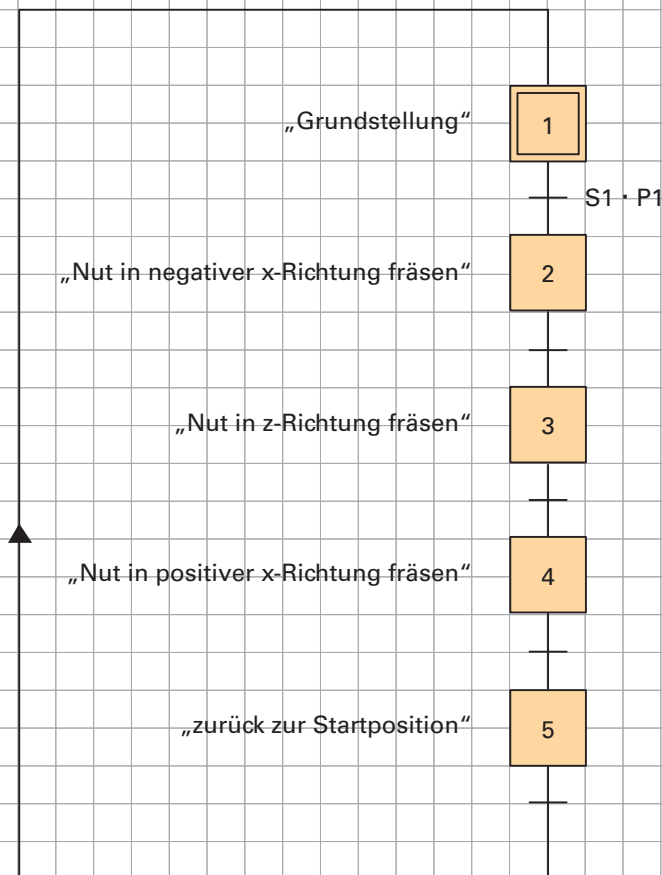 „Grundstellung“ 1
S1 · P1
„Nut in negativer x-Richtung fräsen“ 2
„Nut in z-Richtung fräsen“ 3
„Nut in positiver x-Richtung fräsen“ 4
„zurück zur Startposition“ 5